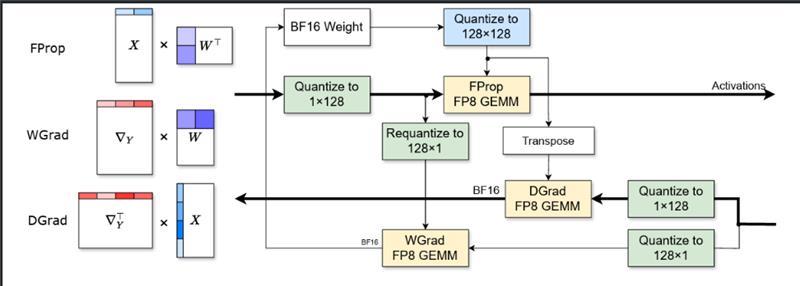 FProp
X × W⊤
WGrad
∇Y × W
DGrad
∇Y⊤ × X
BF16 Weight
Quantize to
128×128
Quantize to
1×128
FProp
FP8 GEMM
Activations
Requantize to
128×1
Transpose
BF16
DGrad
FP8 GEMM
Quantize to
1×128
BF16
WGrad
FP8 GEMM
Quantize to
128×1